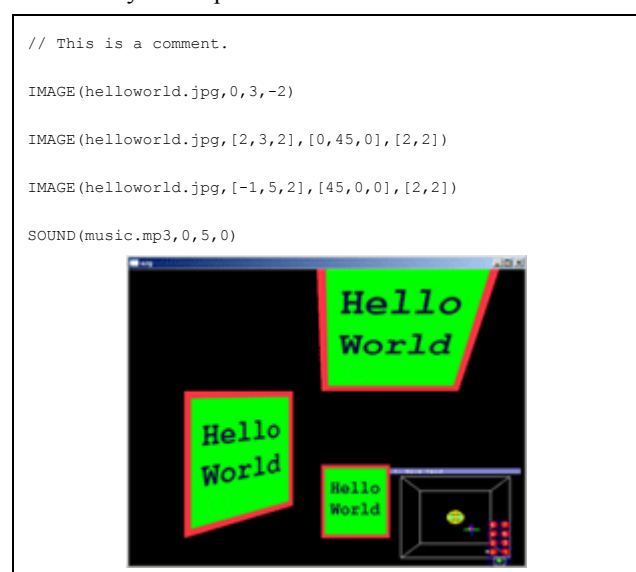 // This is a comment.
IMAGE(helloworld.jpg,0,3,-2)
IMAGE(helloworld.jpg,[2,3,2],[0,45,0],[2,2])
IMAGE(helloworld.jpg,[-1,5,2],[45,0,0],[2,2])
SOUND(music.mp3,0,5,0)
Hello
World
Hello
World
Hello
World